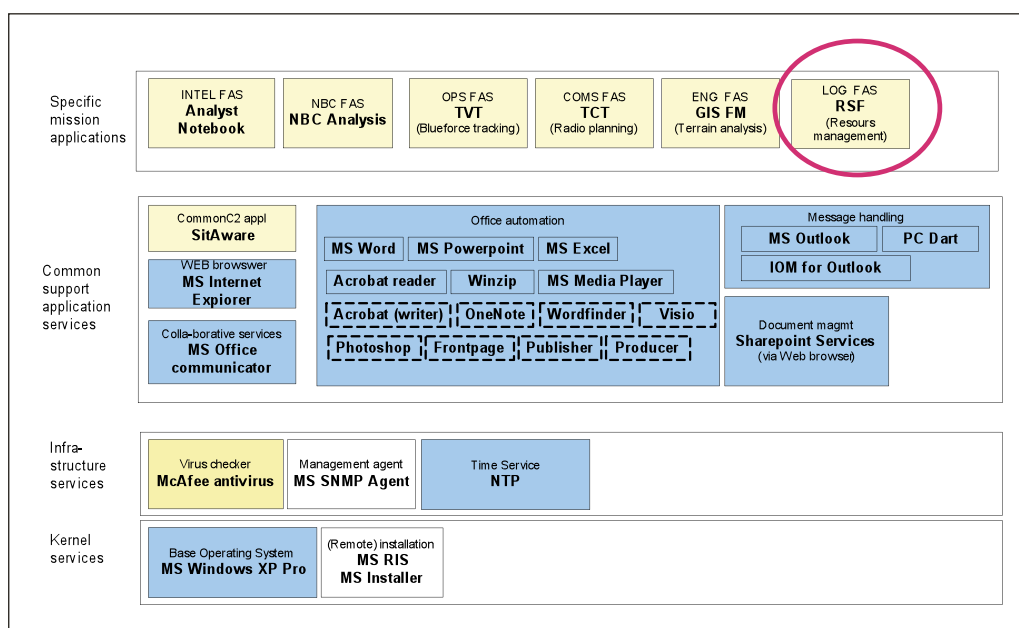 Specific
mission
applications
INTEL FAS
Analyst
Notebook
NBC FAS
NBC Analysis
OPS FAS
TVT
(Blueforce tracking)
COMS FAS
TCT
(Radio planning)
ENG FAS
GIS FM
(Terrain analysis)
LOG FAS
RSF
(Resours
management)
Common
support
application
services
CommonC2 appl
SitAware
WEB browswer
MS Internet
Explorer
Colla-borative services
MS Office
communicator
Office automation
MS Word
MS Powerpoint
MS Excel
Acrobat reader
Winzip
MS Media Player
Acrobat (writer)
OneNote
Wordfinder
Visio
Photoshop
Frontpage
Publisher
Producer
Message handling
MS Outlook
PC Dart
IOM for Outlook
Document magmt
Sharepoint Services
(via Web browser)
Infra-
structure
services
Virus checker
McAfee antivirus
Management agent
MS SNMP Agent
Time Service
NTP
Kernel
services
Base Operating System
MS Windows XP Pro
(Remote) installation
MS RIS
MS Installer